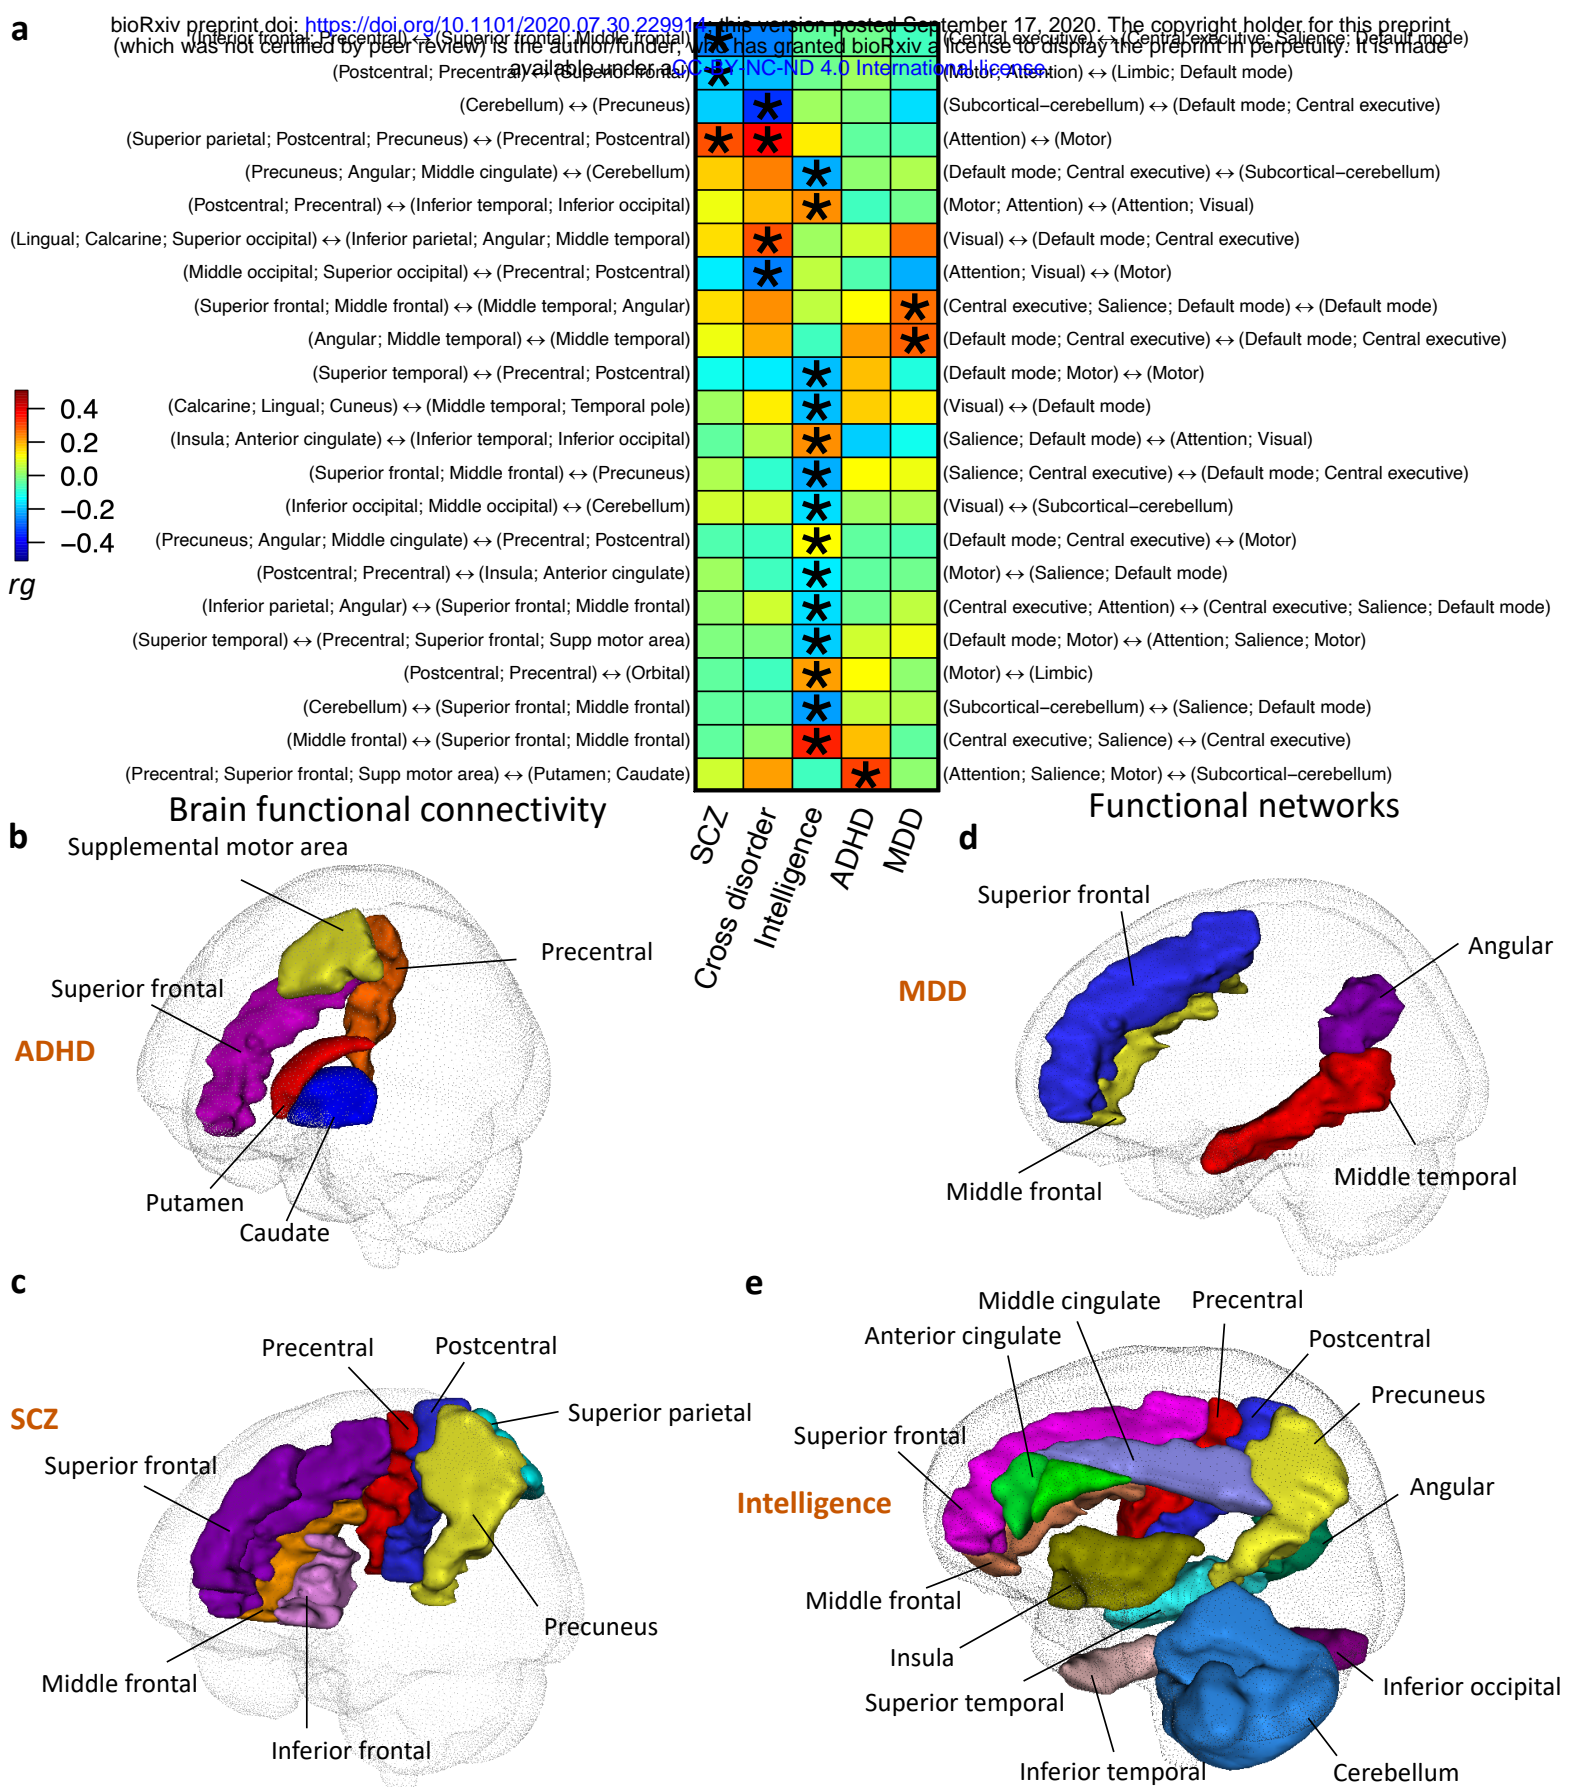 a
bioRxiv preprint doi: https://doi.org/10.1101/2020.07.30.229914; this version posted September 17, 2020. The copyright holder for this preprint
(which was not certified by peer review) is the author/funder, who has granted bioRxiv a license to display the preprint in perpetuity. It is made
available under aCC-BY-NC-ND 4.0 International license.
(Inferior frontal; Precentral) ↔ (Superior frontal; Middle frontal) (Central executive) ↔ (Central executive; Salience; Default mode)
(Postcentral; Precentral) ↔ (Superior frontal) (Motor; Attention) ↔ (Limbic; Default mode)
(Cerebellum) ↔ (Precuneus) (Subcortical−cerebellum) ↔ (Default mode; Central executive)
(Superior parietal; Postcentral; Precuneus) ↔ (Precentral; Postcentral) (Attention) ↔ (Motor)
(Precuneus; Angular; Middle cingulate) ↔ (Cerebellum) (Default mode; Central executive) ↔ (Subcortical−cerebellum)
(Postcentral; Precentral) ↔ (Inferior temporal; Inferior occipital) (Motor; Attention) ↔ (Attention; Visual)
(Lingual; Calcarine; Superior occipital) ↔ (Inferior parietal; Angular; Middle temporal) (Visual) ↔ (Default mode; Central executive)
(Middle occipital; Superior occipital) ↔ (Precentral; Postcentral) (Attention; Visual) ↔ (Motor)
(Superior frontal; Middle frontal) ↔ (Middle temporal; Angular) (Central executive; Salience; Default mode) ↔ (Default mode)
(Angular; Middle temporal) ↔ (Middle temporal) (Default mode; Central executive) ↔ (Default mode; Central executive)
(Superior temporal) ↔ (Precentral; Postcentral) (Default mode; Motor) ↔ (Motor)
(Calcarine; Lingual; Cuneus) ↔ (Middle temporal; Temporal pole) (Visual) ↔ (Default mode)
(Insula; Anterior cingulate) ↔ (Inferior temporal; Inferior occipital) (Salience; Default mode) ↔ (Attention; Visual)
(Superior frontal; Middle frontal) ↔ (Precuneus) (Salience; Central executive) ↔ (Default mode; Central executive)
(Inferior occipital; Middle occipital) ↔ (Cerebellum) (Visual) ↔ (Subcortical−cerebellum)
(Precuneus; Angular; Middle cingulate) ↔ (Precentral; Postcentral) (Default mode; Central executive) ↔ (Motor)
(Postcentral; Precentral) ↔ (Insula; Anterior cingulate) (Motor) ↔ (Salience; Default mode)
(Inferior parietal; Angular) ↔ (Superior frontal; Middle frontal) (Central executive; Attention) ↔ (Central executive; Salience; Default mode)
(Superior temporal) ↔ (Precentral; Superior frontal; Supp motor area) (Default mode; Motor) ↔ (Attention; Salience; Motor)
(Postcentral; Precentral) ↔ (Orbital) (Motor) ↔ (Limbic)
(Cerebellum) ↔ (Superior frontal; Middle frontal) (Subcortical−cerebellum) ↔ (Salience; Default mode)
(Middle frontal) ↔ (Superior frontal; Middle frontal) (Central executive; Salience) ↔ (Central executive)
(Precentral; Superior frontal; Supp motor area) ↔ (Putamen; Caudate) (Attention; Salience; Motor) ↔ (Subcortical−cerebellum)
0.4
0.2
0.0
−0.2
−0.4
rg
Brain functional connectivity
Functional networks
SCZ
Cross disorder
Intelligence
ADHD
MDD
b
Supplemental motor area
Precentral
Superior frontal
ADHD
Putamen
Caudate
d
Superior frontal
Angular
MDD
Middle temporal
Middle frontal
c
Precentral
Postcentral
SCZ
Superior parietal
Superior frontal
Precuneus
Middle frontal
Inferior frontal
e
Middle cingulate
Precentral
Anterior cingulate
Postcentral
Precuneus
Superior frontal
Angular
Intelligence
Middle frontal
Insula
Inferior occipital
Superior temporal
Inferior temporal
Cerebellum